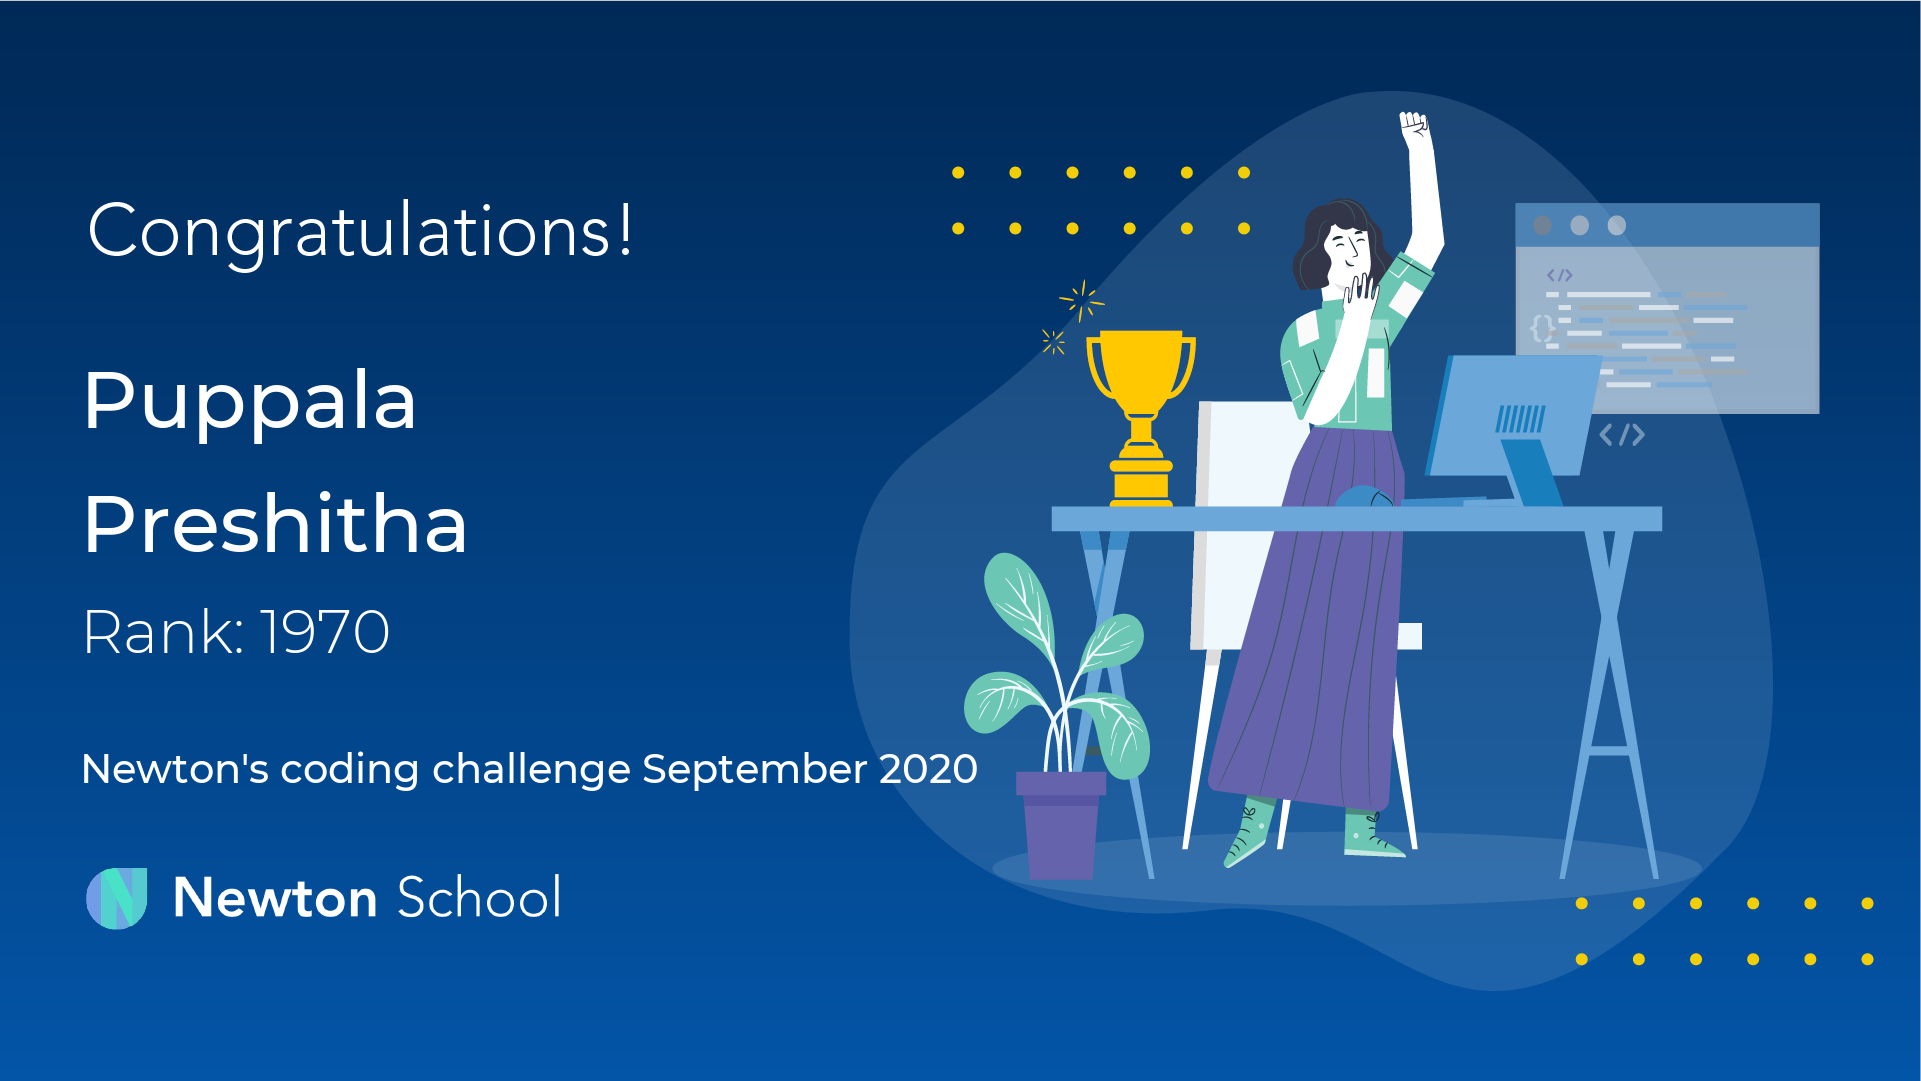 Congratulations!
Puppala
Preshitha
Rank: 1970
Newton's coding challenge September 2020
Newton School
</>
{}
</>